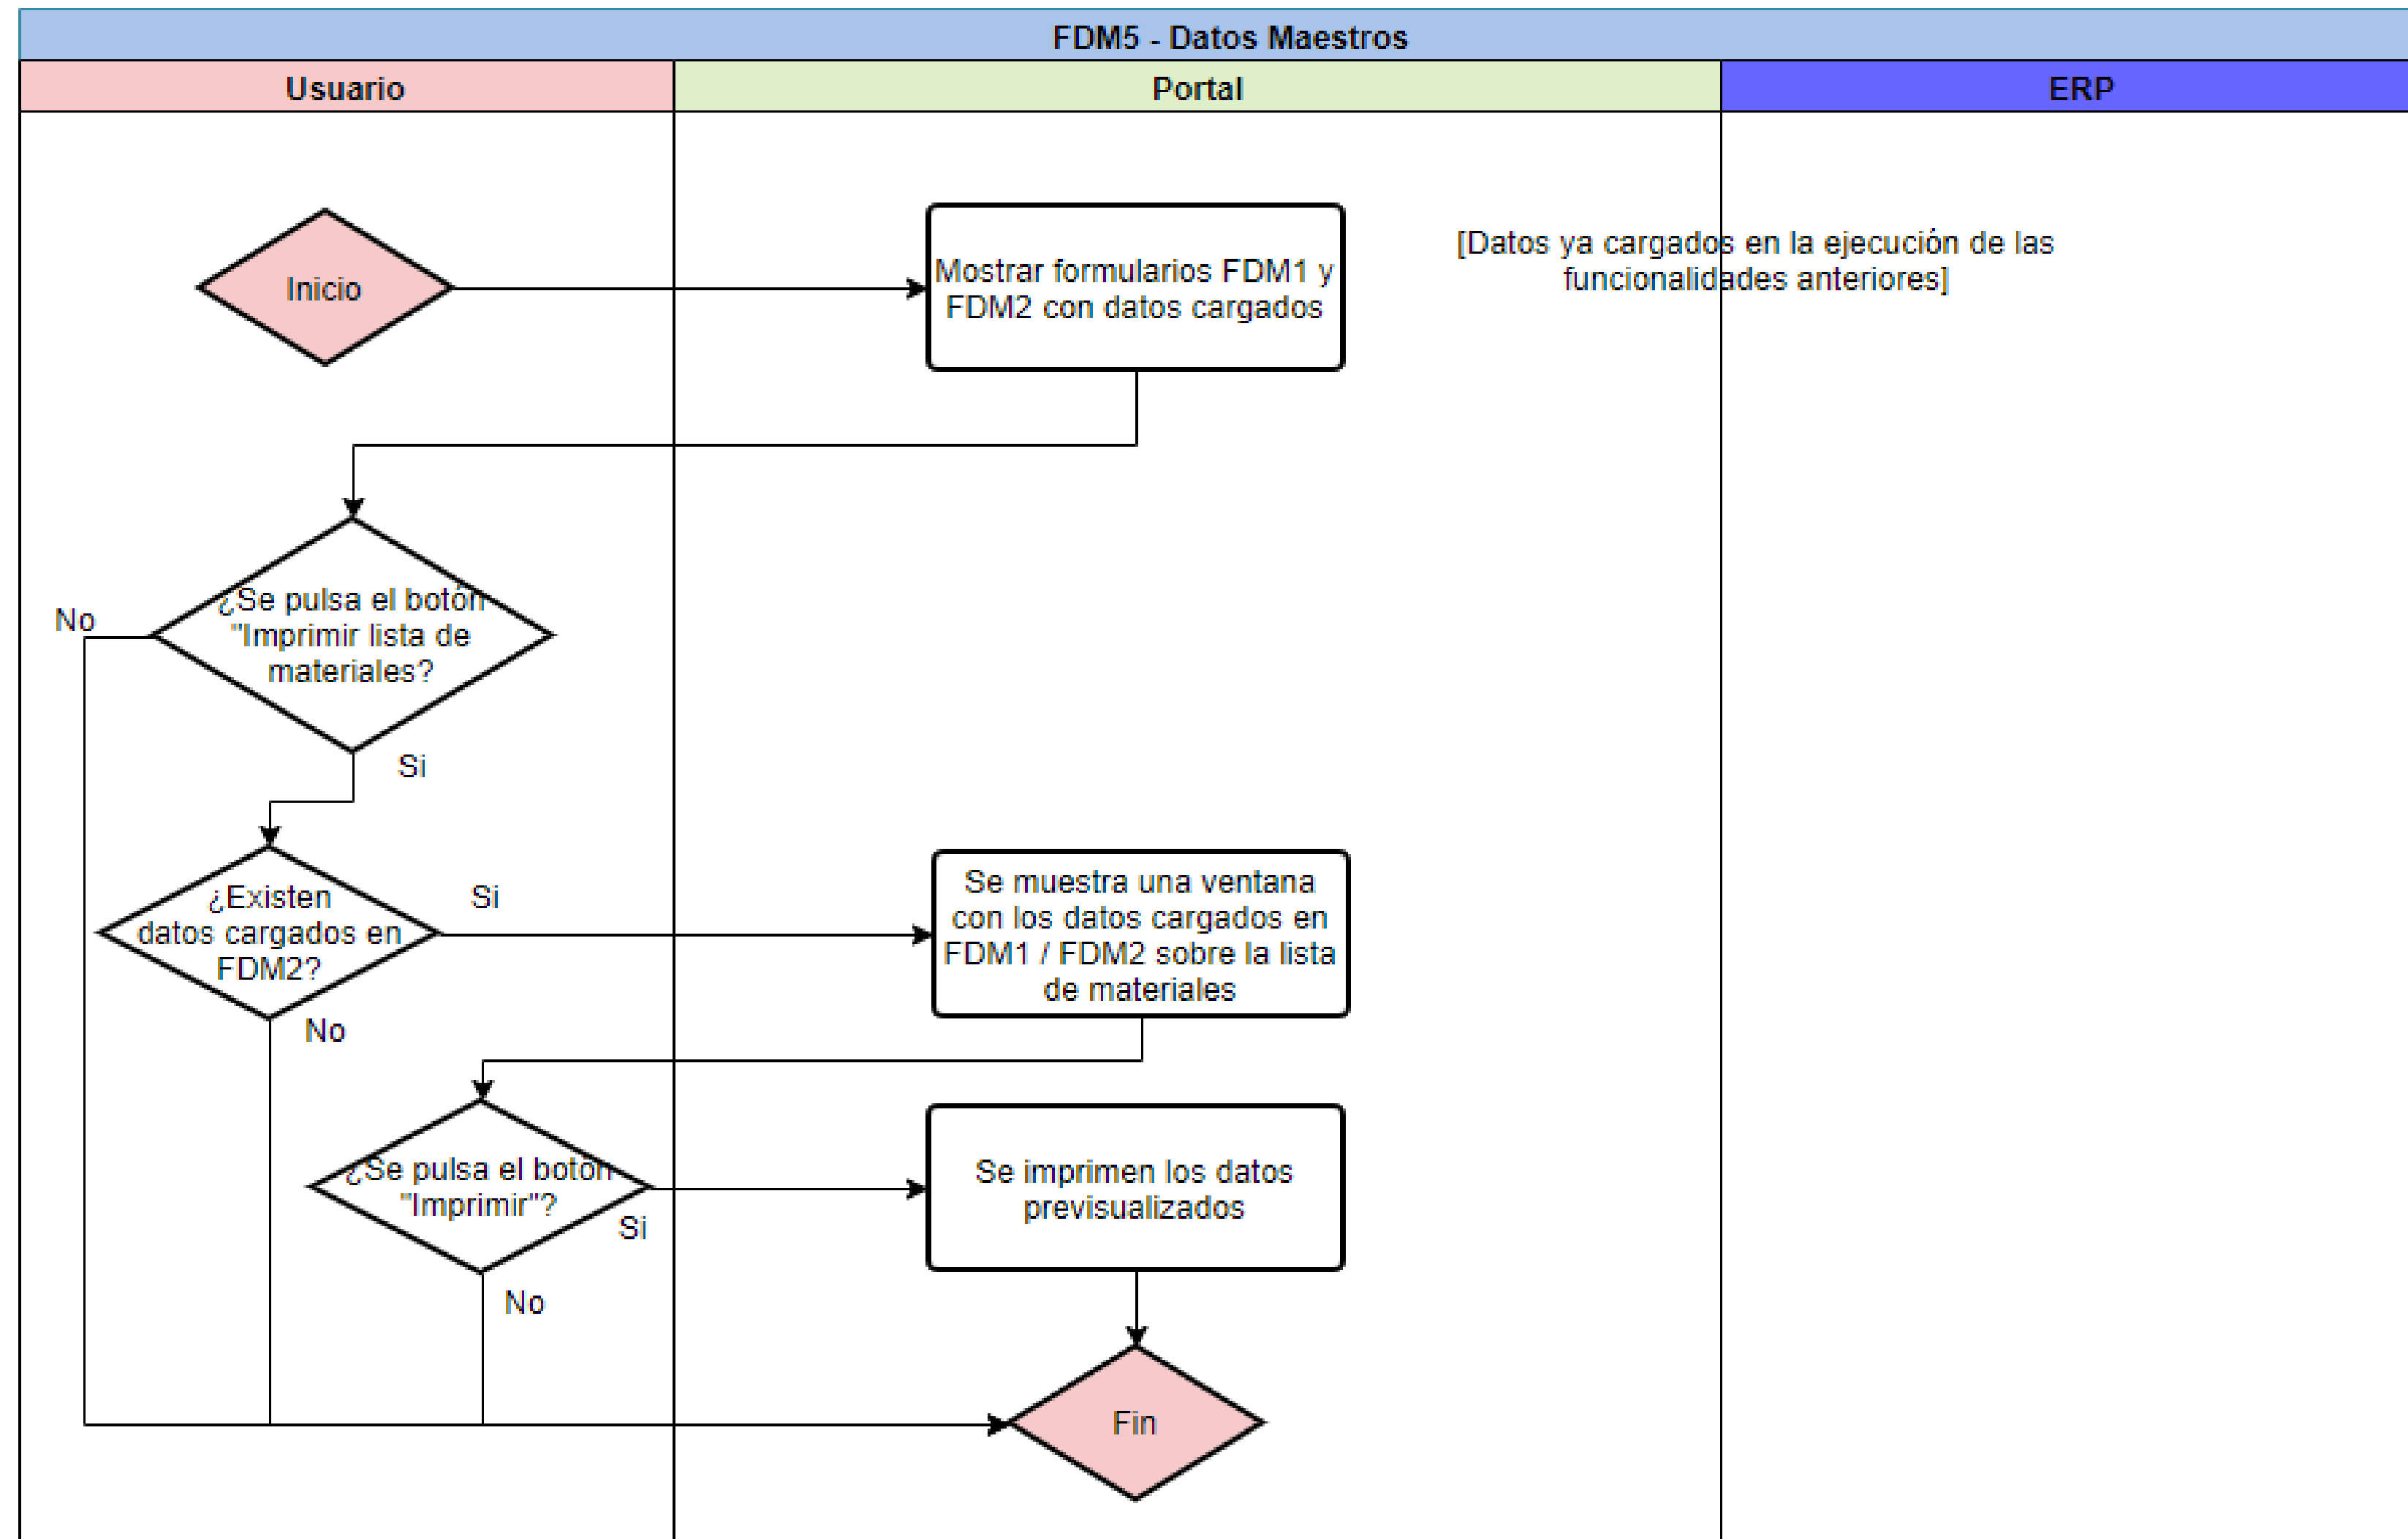 FDM5 - Datos Maestros
Usuario
Portal
ERP
Inicio
Mostrar formularios FDM1 y
FDM2 con datos cargados
[Datos ya cargados en la ejecución de las
funcionalidades anteriores]
¿Se pulsa el botón
"Imprimir lista de
materiales?
No
Si
¿Existen
datos cargados en
FDM2?
Si
No
Se muestra una ventana
con los datos cargados en
FDM1 / FDM2 sobre la lista
de materiales
¿Se pulsa el botón
"Imprimir"?
Si
No
Se imprimen los datos
previsualizados
Fin